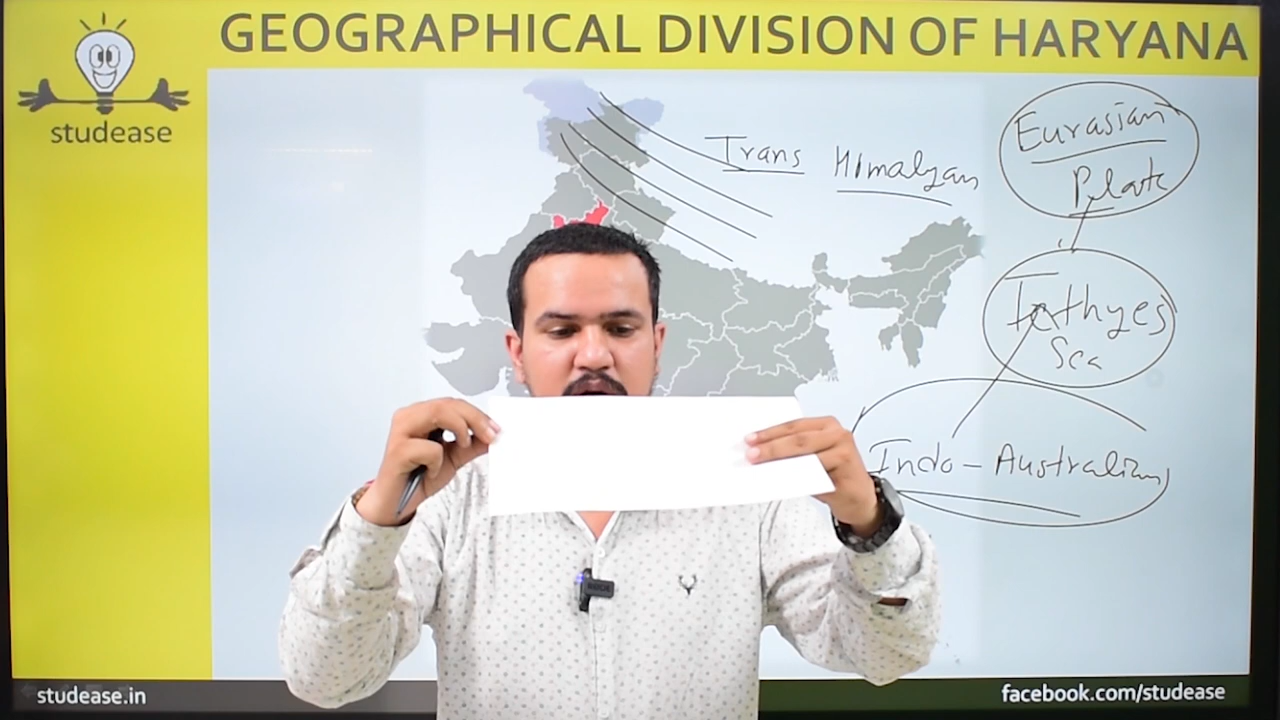 GEOGRAPHICAL DIVISION OF HARYANA
studease
Trans Himalyan
Eurasian
Plate
Tethyes
Sea
Indo-Australian
studease.in
facebook.com/studease